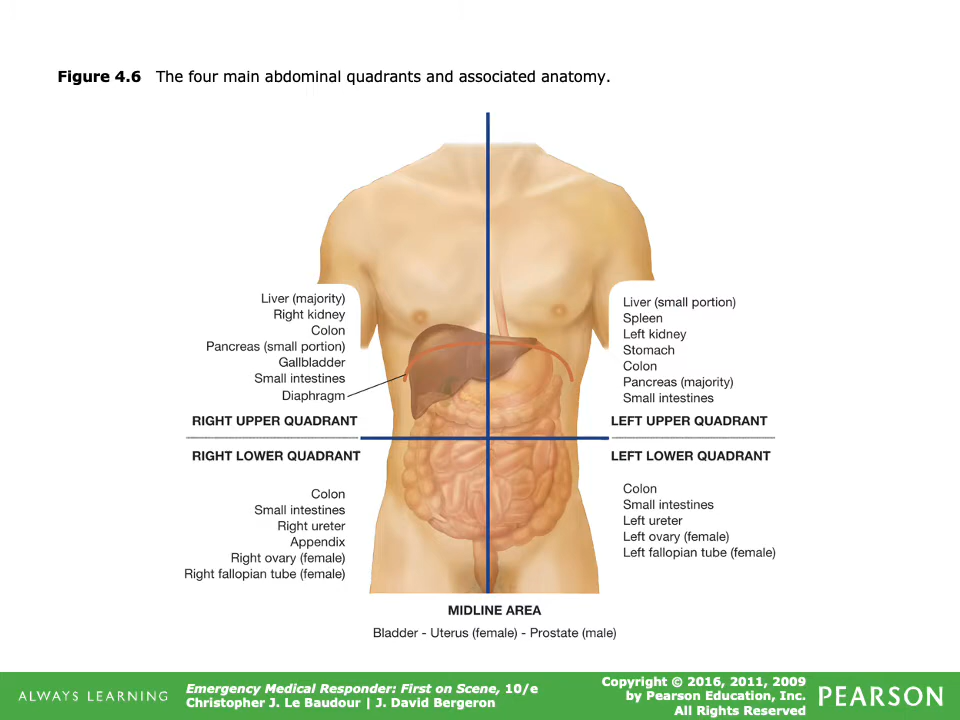 Figure 4.6 The four main abdominal quadrants and associated anatomy.
Liver (majority)
Right kidney
Colon
Pancreas (small portion)
Gallbladder
Small intestines
Diaphragm
RIGHT UPPER QUADRANT
Liver (small portion)
Spleen
Left kidney
Stomach
Colon
Pancreas (majority)
Small intestines
LEFT UPPER QUADRANT
RIGHT LOWER QUADRANT
Colon
Small intestines
Right ureter
Appendix
Right ovary (female)
Right fallopian tube (female)
LEFT LOWER QUADRANT
Colon
Small intestines
Left ureter
Left ovary (female)
Left fallopian tube (female)
MIDLINE AREA
Bladder - Uterus (female) - Prostate (male)
ALWAYS LEARNING
Emergency Medical Responder: First on Scene, 10/e
Christopher J. Le Baudour | J. David Bergeron
Copyright © 2016, 2011, 2009
by Pearson Education, Inc.
All Rights Reserved
PEARSON